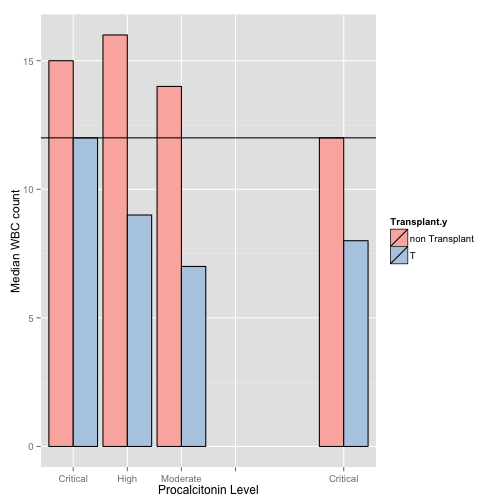 Median WBC count
15
10
5
0
Critical
High
Moderate
Critical
Procalcitonin Level
Transplant.y
non Transplant
T